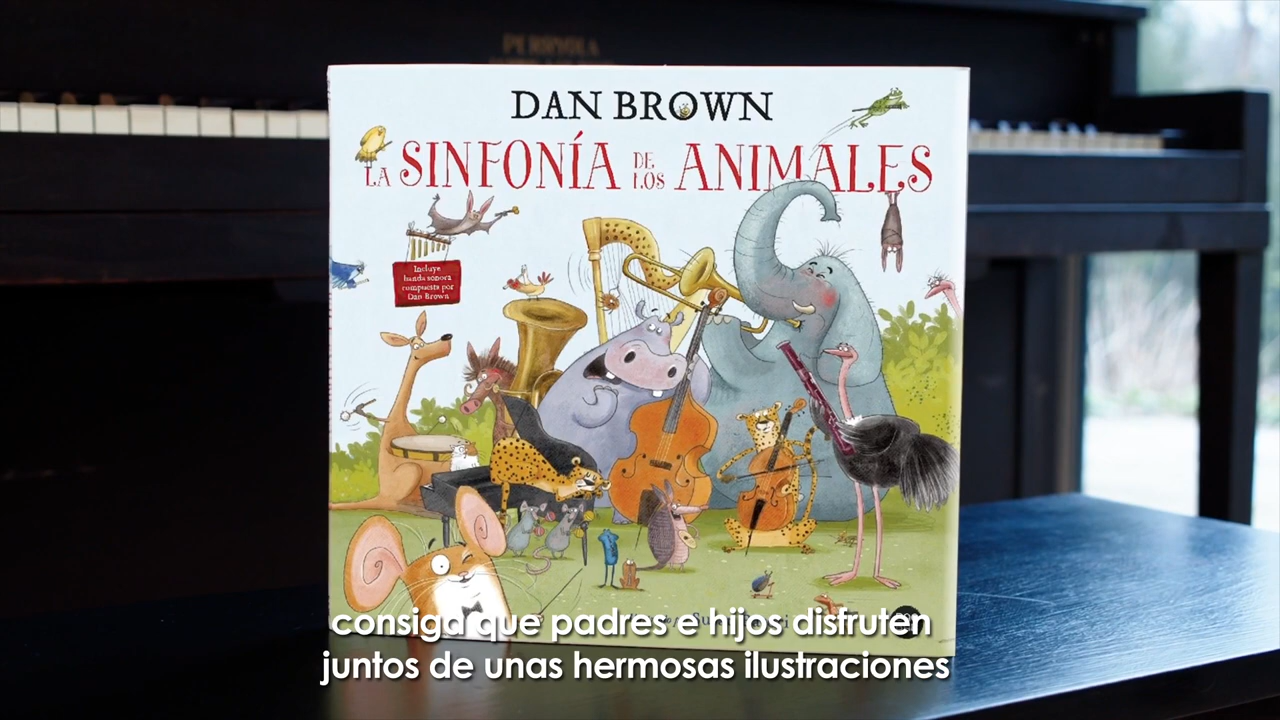 DAN BROWN
LA SINFONÍA DE LOS ANIMALES
Incluye
banda sonora
compuesta por
Dan Brown
consiga que padres e hijos disfruten
juntos de unas hermosas ilustraciones